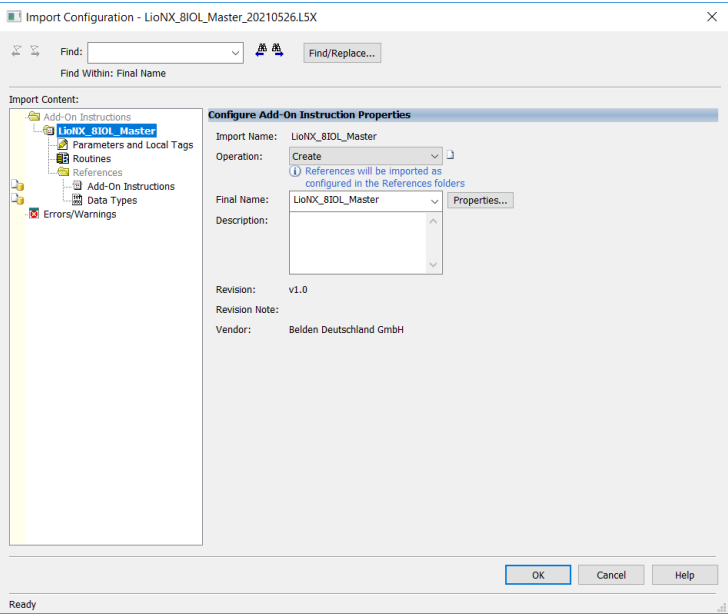 Import Configuration - LioNX_8IOL_Master_20210526.L5X
Find:
Find/Replace...
Find Within: Final Name
Import Content:
Add-On Instructions
LioNX_8IOL_Master
Parameters and Local Tags
Routines
References
Add-On Instructions
Data Types
Errors/Warnings
Configure Add-On Instruction Properties
Import Name: LioNX_8IOL_Master
Operation: Create
References will be imported as
configured in the References folders
Final Name: LioNX_8IOL_Master Properties...
Description:
Revision: v1.0
Revision Note:
Vendor: Belden Deutschland GmbH
OK Cancel Help
Ready